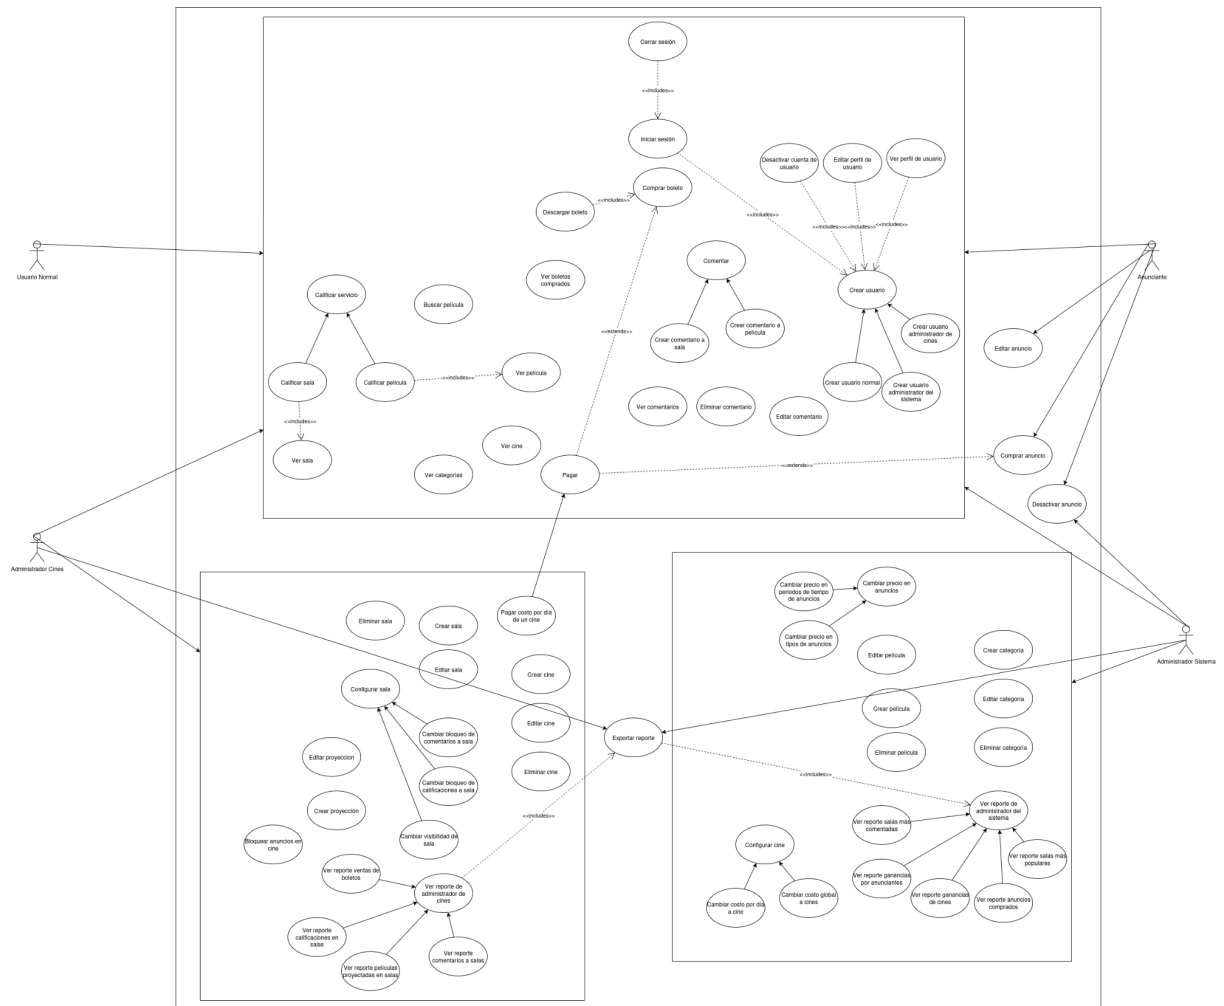 Cerrar sesión
<<includes>>
Iniciar sesión
Desactivar cuenta de
usuario
Editar perfil de
usuario
Ver perfil de usuario
Comprar boleto
<<includes>>
Descargar boleto
<<includes>>
<<includes>>
<<includes>>
<<includes>>
Usuario Normal
Anunciante
Comentar
Ver boletos
comprados
Crear usuario
Calificar servicio
Buscar película
<<extends>>
Crear comentario a
sala
Crear comentario a
película
Crear usuario
administrador de
cines
Editar anuncio
Calificar sala
Calificar película
<<includes>>
Ver película
Crear usuario normal
Crear usuario
administrador del
sistema
<<includes>>
Ver comentarios
Eliminar comentario
Editar comentario
Ver sala
Ver cine
Ver categorías
Pagar
<<extends>>
Comprar anuncio
Desactivar anuncio
Administrador Cines
Pagar costo por día
de un cine
Cambiar precio en
periodos de tiempo
de anuncios
Cambiar precio en
anuncios
Cambiar precio en
tipos de anuncios
Eliminar sala
Crear sala
Editar sala
Crear cine
Editar película
Crear categoría
Administrador Sistema
Configurar sala
Editar categoría
Crear película
Editar cine
Cambiar bloqueo de
comentarios a sala
Exportar reporte
Eliminar película
Eliminar categoría
Editar proyeccion
Eliminar cine
Cambiar bloqueo de
calificaciones a sala
<<includes>>
Crear proyección
<<includes>>
Ver reporte de
administrador del
sistema
Bloquear anuncios en
cine
Cambiar visibilidad de
sala
Ver reporte salas más
comentadas
Configurar cine
Ver reporte salas más
populares
Ver reporte ventas de
boletos
Ver reporte de
administrador de
cines
Ver reporte ganancias
por anunciantes
Ver reporte ganancias
de cines
Ver reporte anuncios
comprados
Cambiar costo por día
a cine
Cambiar costo global
a cines
Ver reporte
calificaciones en
salas
Ver reporte películas
proyectadas en salas
Ver reporte
comentarios a salas